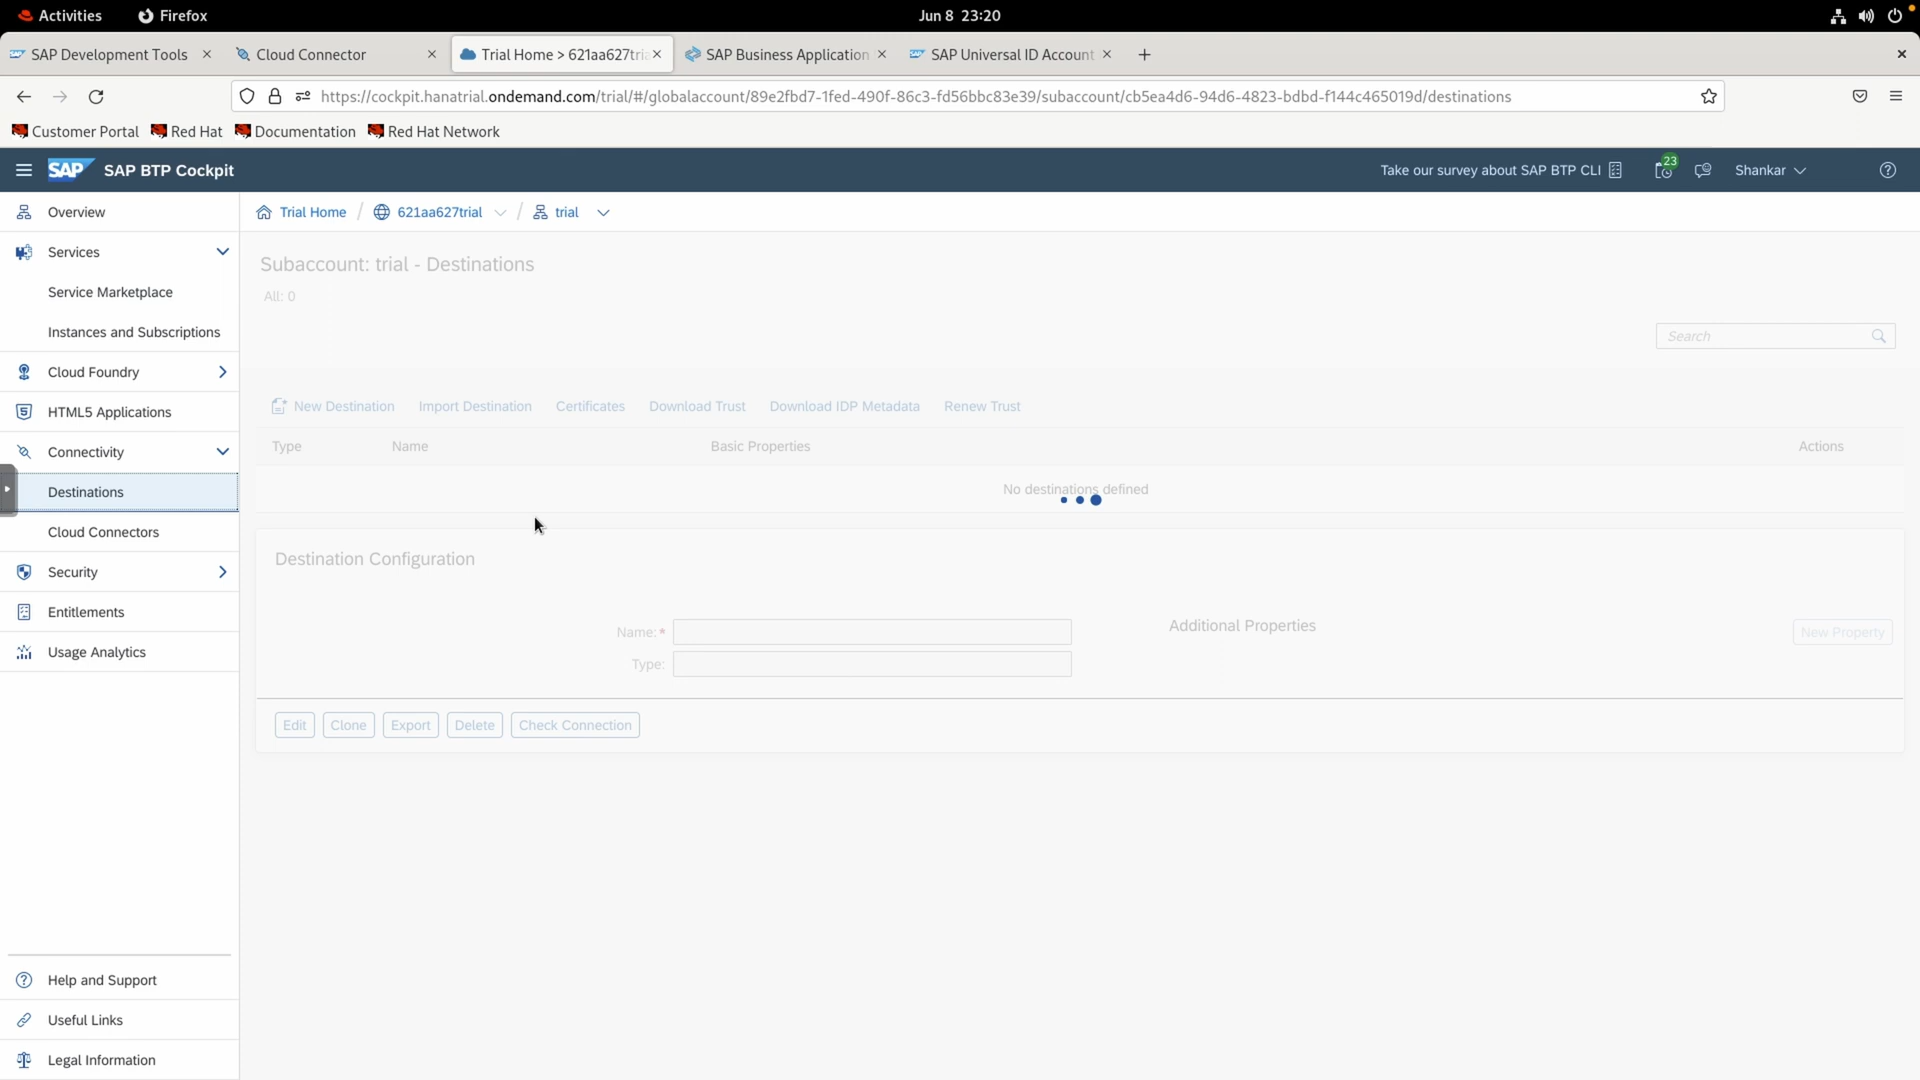 Activities Firefox Jun 8 23:20
SAP Development Tools Cloud Connector Trial Home > 621aa627tria SAP Business Application SAP Universal ID Account
https://cockpit.hanatrial.ondemand.com/trial/#/globalaccount/89e2fbd7-1fed-490f-86c3-fd56bbc83e39/subaccount/cb5ea4d6-94d6-4823-bdbd-f144c465019d/destinations
Customer Portal Red Hat Documentation Red Hat Network
SAP SAP BTP Cockpit Take our survey about SAP BTP CLI 23 Shankar
Overview
Services
Service Marketplace
Instances and Subscriptions
Cloud Foundry
HTML5 Applications
Connectivity
Destinations
Cloud Connectors
Security
Entitlements
Usage Analytics
Help and Support
Useful Links
Legal Information
Trial Home / 621aa627trial / trial
Subaccount: trial - Destinations
All: 0
Search
New Destination Import Destination Certificates Download Trust Download IDP Metadata Renew Trust
Type Name Basic Properties Actions
No destinations defined
Destination Configuration
Name:* Additional Properties New Property
Type:
Edit Clone Export Delete Check Connection